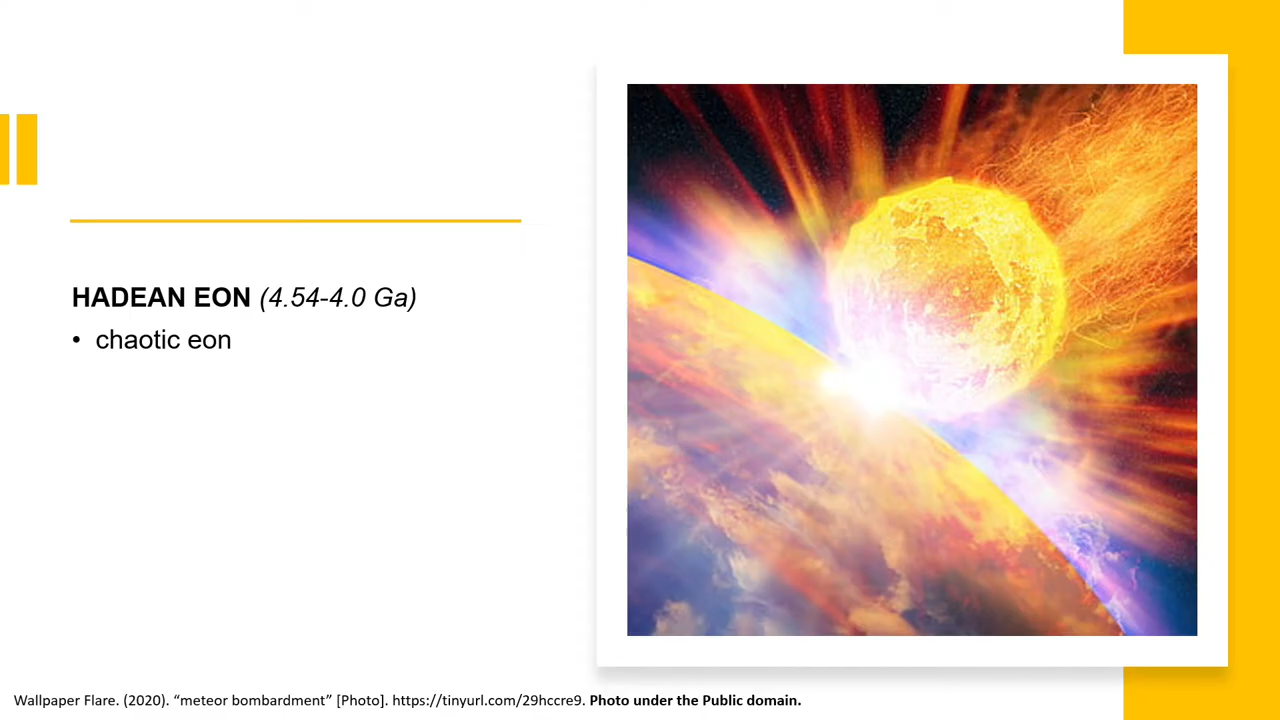 HADEAN EON (4.54-4.0 Ga)
• chaotic eon
Wallpaper Flare. (2020). “meteor bombardment” [Photo]. https://tinyurl.com/29hccre9. Photo under the Public domain.